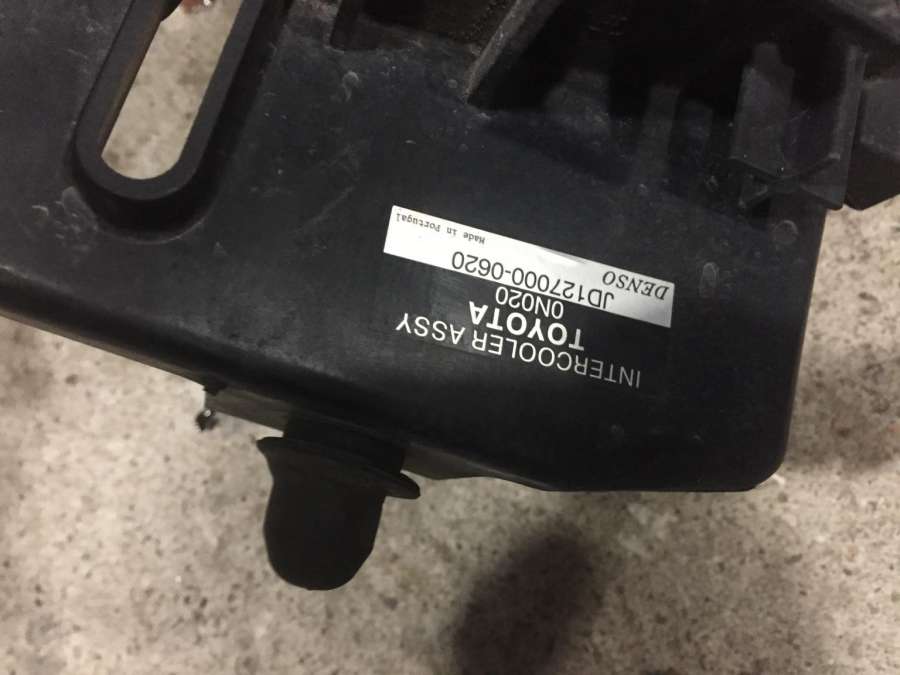 INTERCOOLER ASSY
TOYOTA
0N020
JD127000-0620
DENSO
Made in Portugal